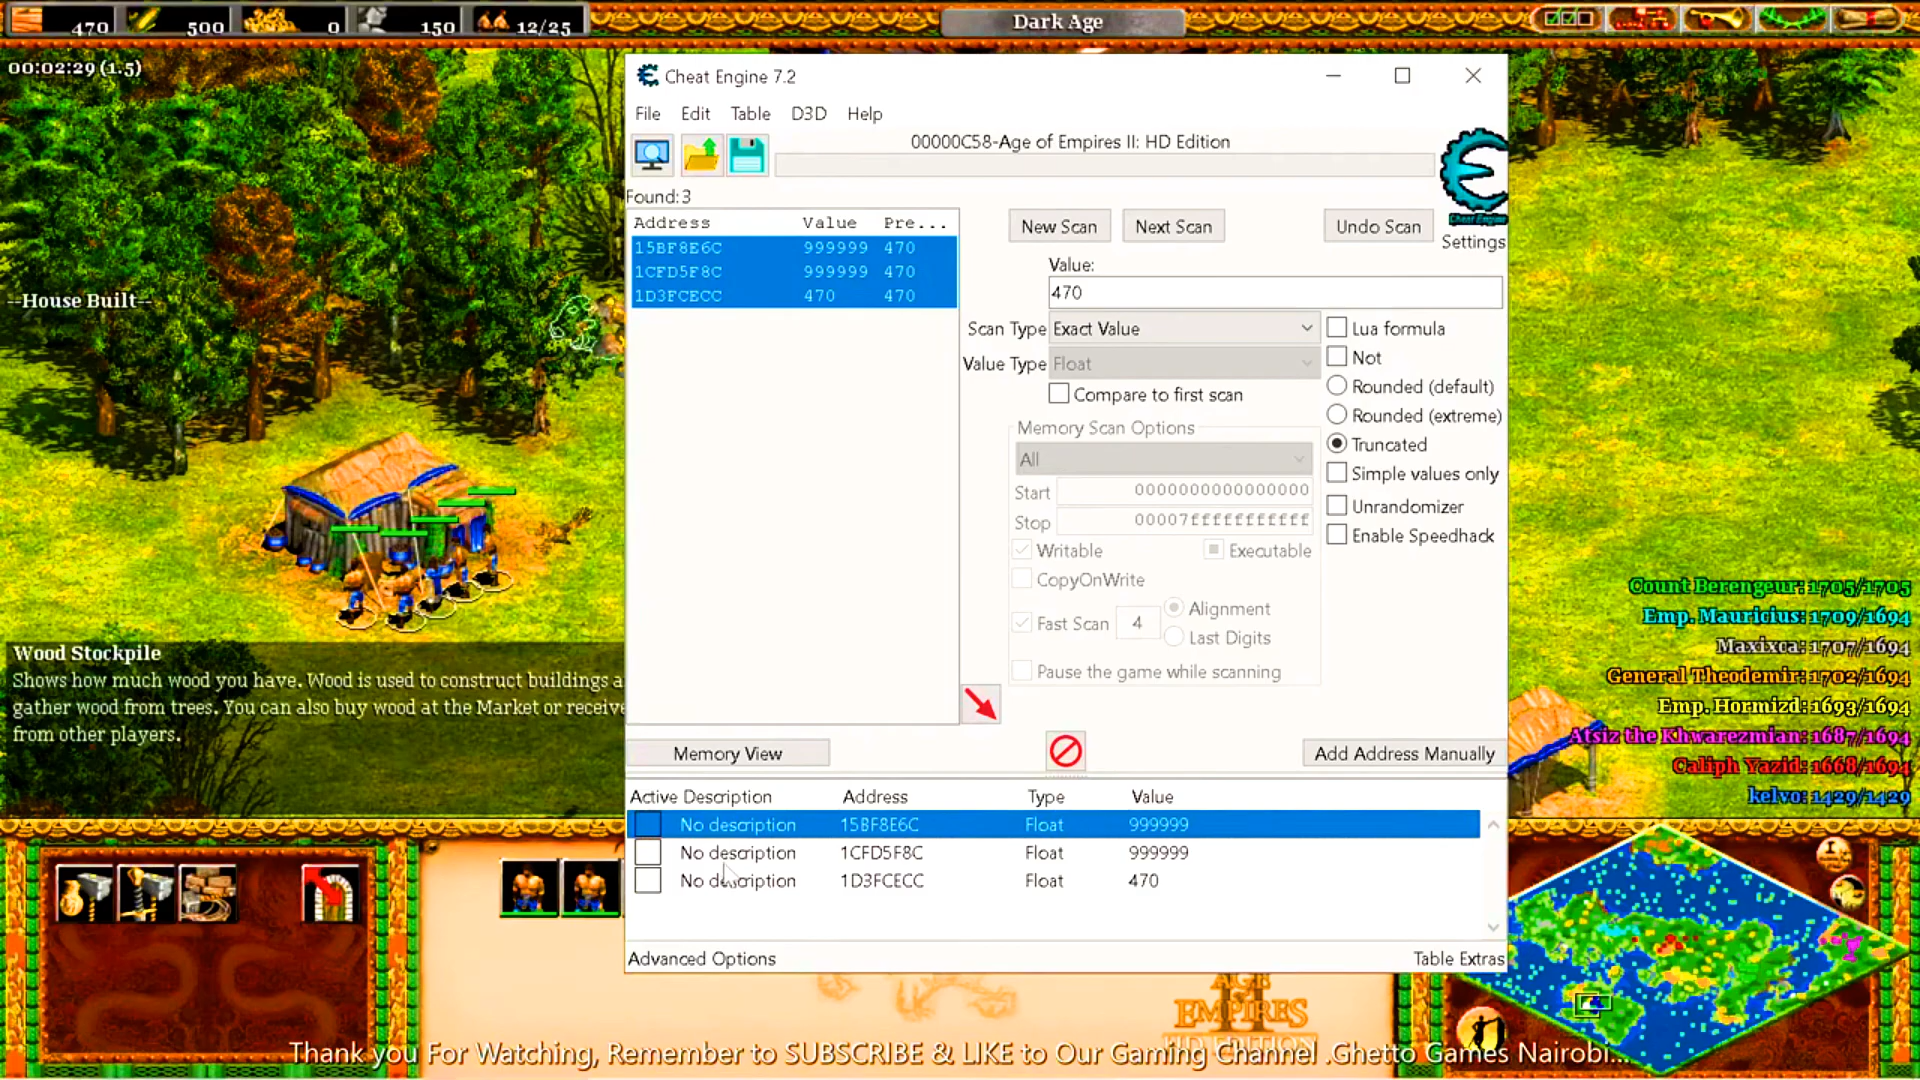 470 500 0 150 12/25
Dark Age
00:02:29 (1.5)
--House Built--
Wood Stockpile
Shows how much wood you have. Wood is used to construct buildings a
gather wood from trees. You can also buy wood at the Market or receive
from other players.
Cheat Engine 7.2
File Edit Table D3D Help
00000C58-Age of Empires II: HD Edition
Found:3
Address Value Pre...
15BF8E6C 999999 470
1CFD5F8C 999999 470
1D3FCECC 470 470
New Scan Next Scan Undo Scan
Cheat Engine
Settings
Value:
470
Scan Type Exact Value
Value Type Float
Compare to first scan
Lua formula
Not
Rounded (default)
Rounded (extreme)
Truncated
Simple values only
Unrandomizer
Enable Speedhack
Memory Scan Options
All
Start 0000000000000000
Stop 00007fffffffffff
Writable Executable
CopyOnWrite
Fast Scan 4 Alignment
Last Digits
Pause the game while scanning
Memory View
Add Address Manually
Active Description Address Type Value
No description 15BF8E6C Float 999999
No description 1CFD5F8C Float 999999
No description 1D3FCECC Float 470
Advanced Options Table Extras
Count Berengeur: 1705/1705
Emp. Mauricius: 1709/1694
Maxixca: 1707/1694
General Theodemir: 1702/1694
Emp. Hormizd: 1693/1694
Atsiz the Khwarezmian: 1687/1694
Caliph Yazid: 1668/1694
kelvo: 1429/1429
AGE
II
EMPIRES
HD EDITION
Thank you For Watching, Remember to SUBSCRIBE & LIKE to Our Gaming Channel .Ghetto Games Nairobi...